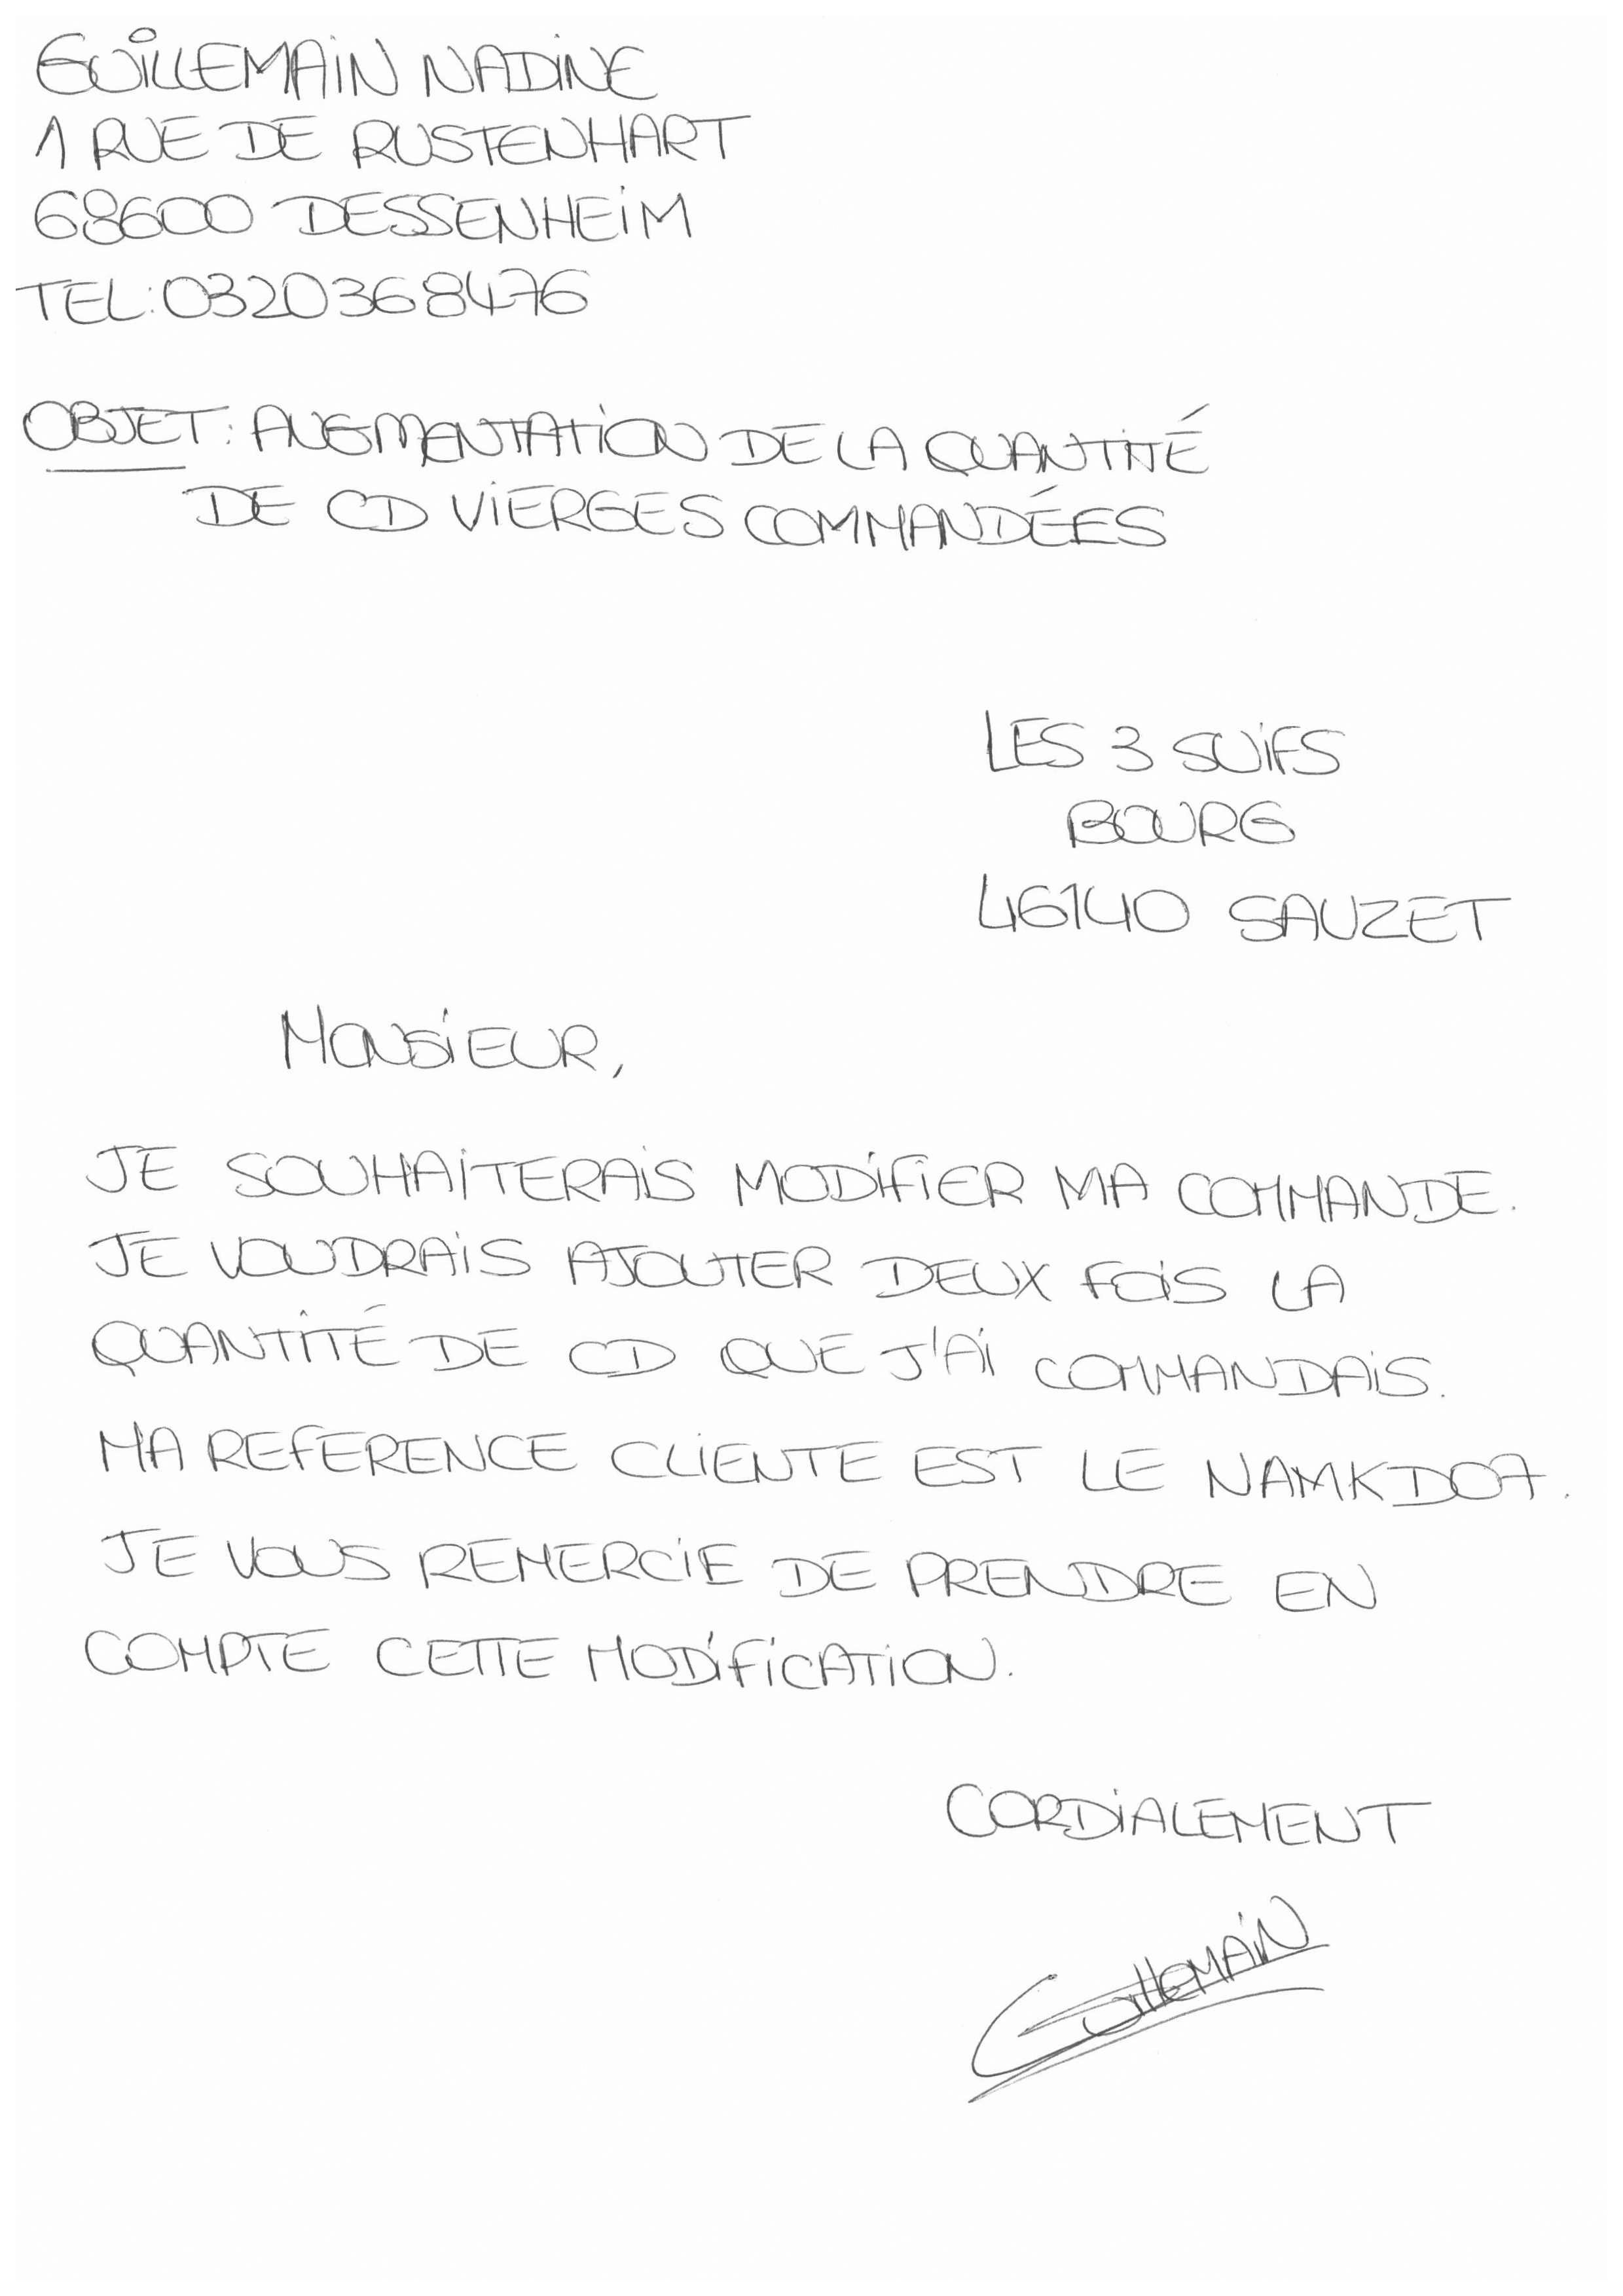 GUILLEMAIN NADINE
1 RUE DE RUSTENHART
68600 DESSENHEIM
TEL: 0320368476
OBJET: AUGMENTATION DE LA QUANTITÉ
DE CD VIERGES COMMANDÉES
LES 3 SUIFS
BOURG
46140 SAUZET
MONSIEUR,
JE SOUHAITERAIS MODIFIER MA COMMANDE.
JE VOUDRAIS AJOUTER DEUX FOIS LA
QUANTITÉ DE CD QUE J'AI COMMANDAIS.
MA REFERENCE CLIENTE EST LE NAMKD07.
JE VOUS REMERCIE DE PRENDRE EN
COMPTE CETTE MODIFICATION.
CORDIALEMENT
GUILLEMAIN